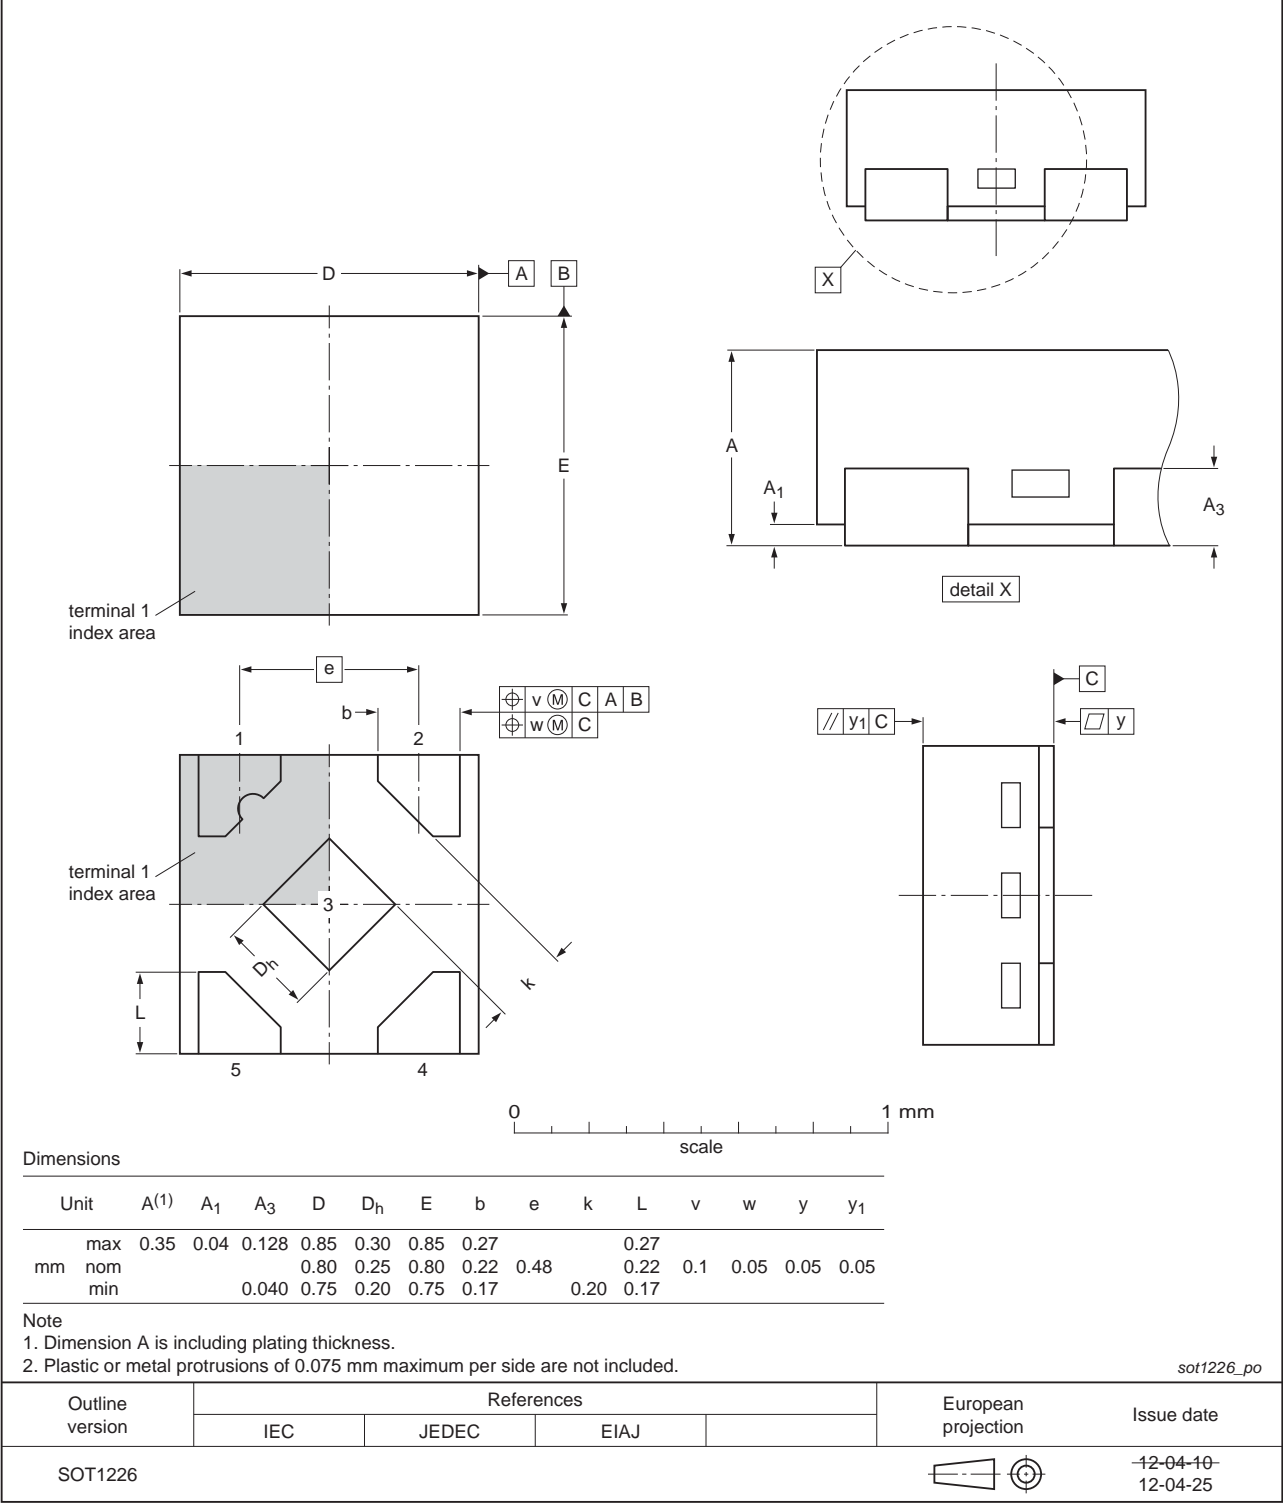 X
D
A
B
E
terminal 1
index area
A
A1
A3
detail X
e
b
v Ⓜ C A B
w Ⓜ C
1
2
terminal 1
index area
3
Dh
k
L
5
4
C
// y1 C
y
0
1 mm
scale
Dimensions
Unit A(1) A1 A3 D Dh E b e k L v w y y1
max 0.35 0.04 0.128 0.85 0.30 0.85 0.27 0.27
mm nom 0.80 0.25 0.80 0.22 0.48 0.22 0.1 0.05 0.05 0.05
min 0.040 0.75 0.20 0.75 0.17 0.20 0.17
Note
1. Dimension A is including plating thickness.
2. Plastic or metal protrusions of 0.075 mm maximum per side are not included.
sot1226_po
Outline
version
References
IEC JEDEC EIAJ
European
projection
Issue date
SOT1226
12-04-10
12-04-25